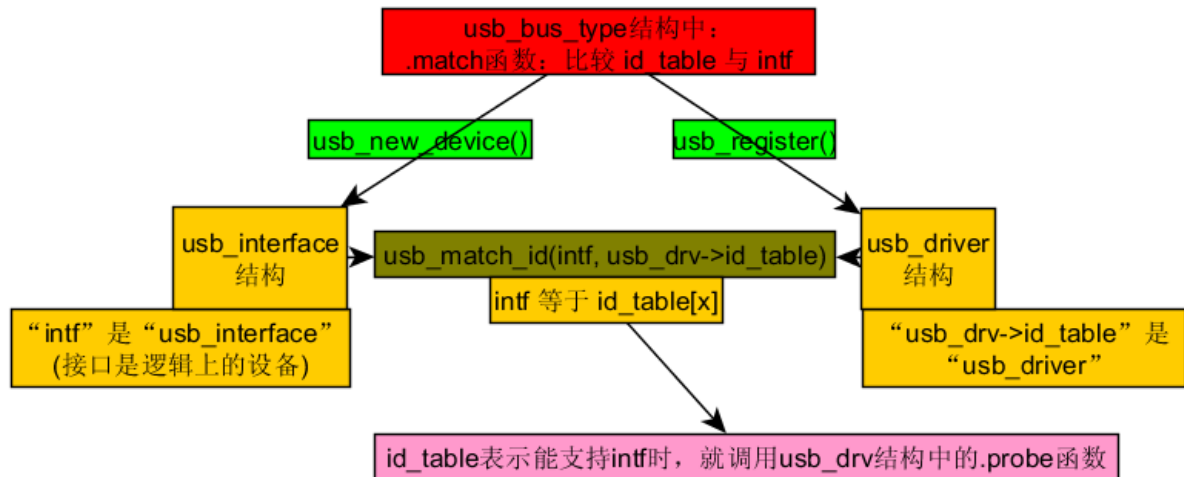 usb_bus_type结构中：
.match函数：比较 id_table 与 intf
usb_new_device()
usb_register()
usb_interface
结构
usb_match_id(intf, usb_drv->id_table)
usb_driver
结构
intf 等于 id_table[x]
“intf”是“usb_interface”
(接口是逻辑上的设备)
“usb_drv->id_table”是
“usb_driver”
id_table表示能支持intf时，就调用usb_drv结构中的.probe函数